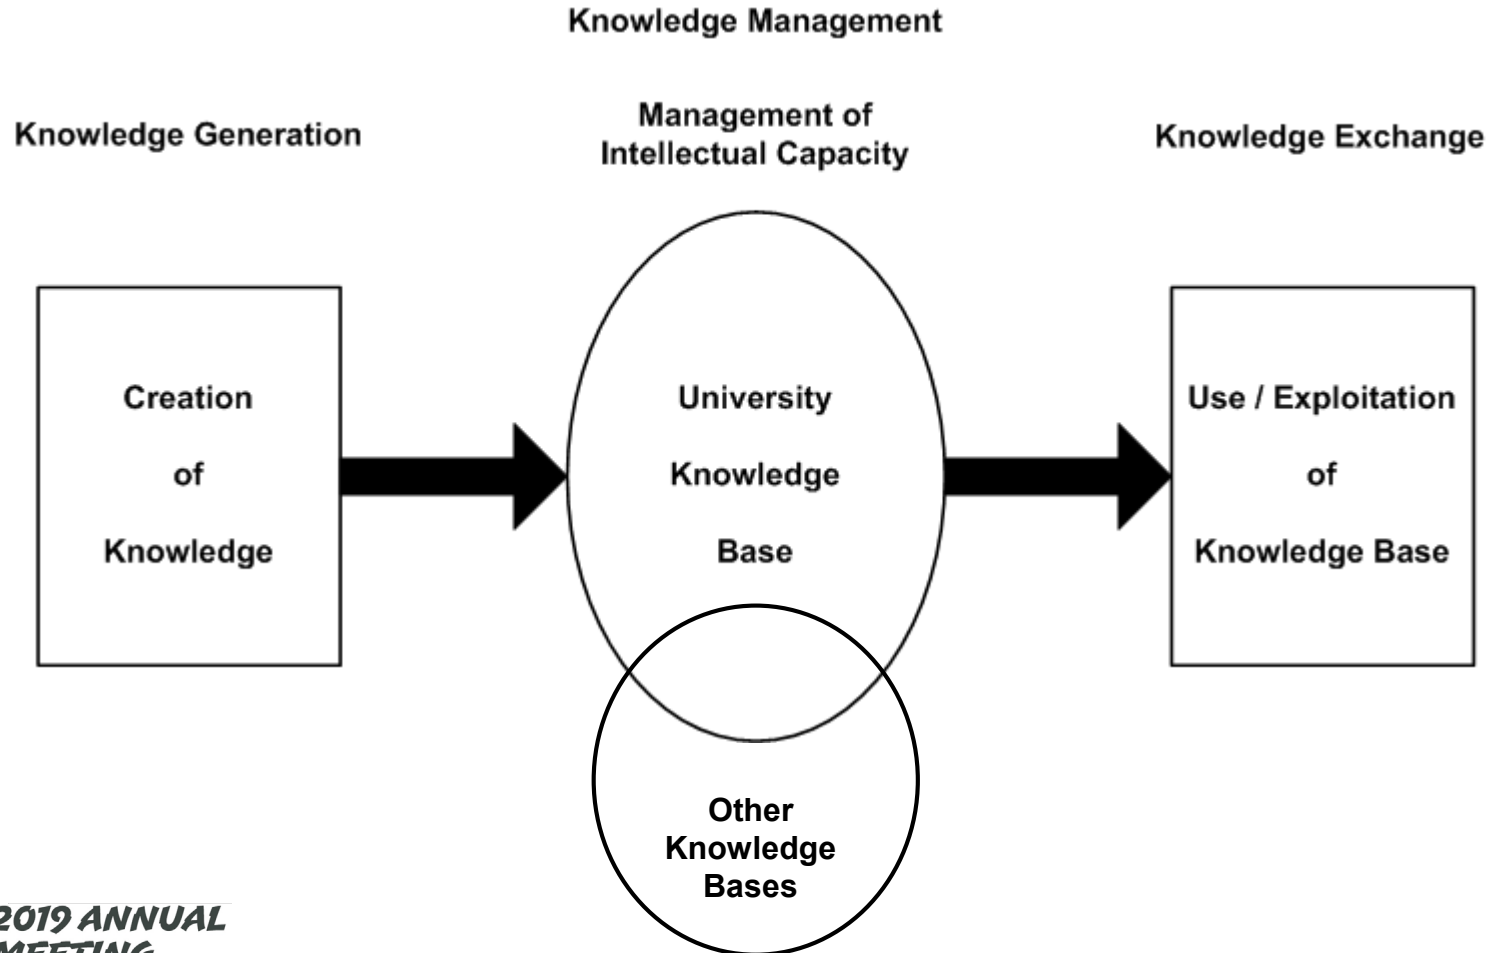 Knowledge Management
Knowledge Generation
Management of
Intellectual Capacity
Knowledge Exchange
Creation
of
Knowledge
University
Knowledge
Base
Use / Exploitation
of
Knowledge Base
Other
Knowledge
Bases
2019 ANNUAL
MEETING